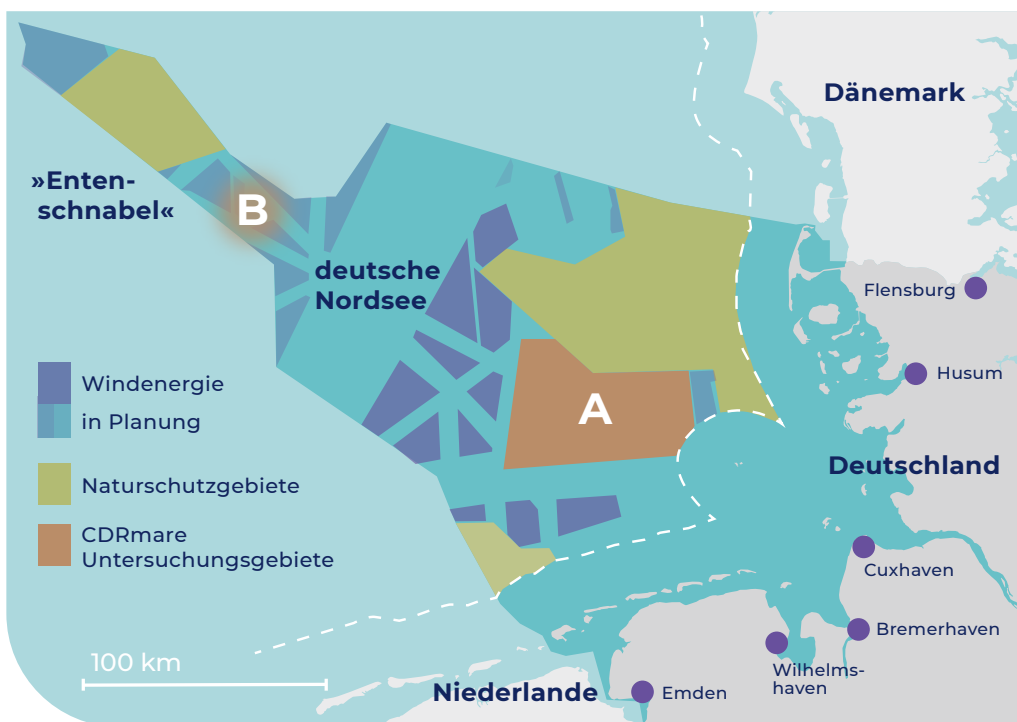 Dänemark
»Enten-
schnabel«
B
deutsche
Nordsee
Flensburg
Husum
Windenergie
in Planung
A
Deutschland
Naturschutzgebiete
CDRmare
Untersuchungsgebiete
Cuxhaven
Bremerhaven
100 km
Wilhelms-
haven
Niederlande
Emden